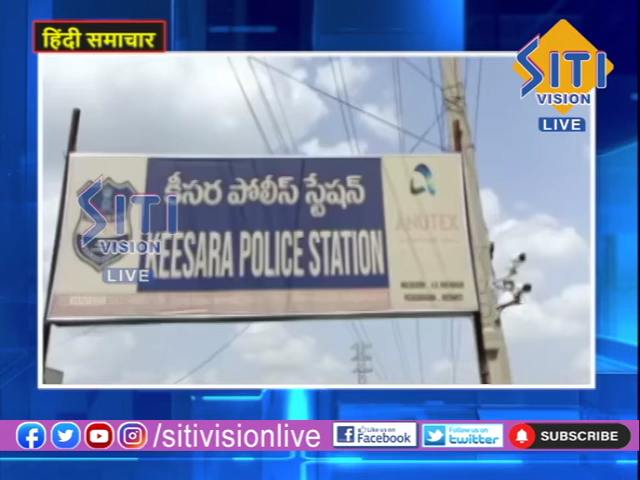 हिंदी समाचार
SITI
VISION
LIVE
కీసర పోలీస్ స్టేషన్
KEESARA POLICE STATION
ANUTEX
SITI
VISION
LIVE
/sitivisionlive
Like us on
Facebook
Follow us on
twitter
SUBSCRIBE